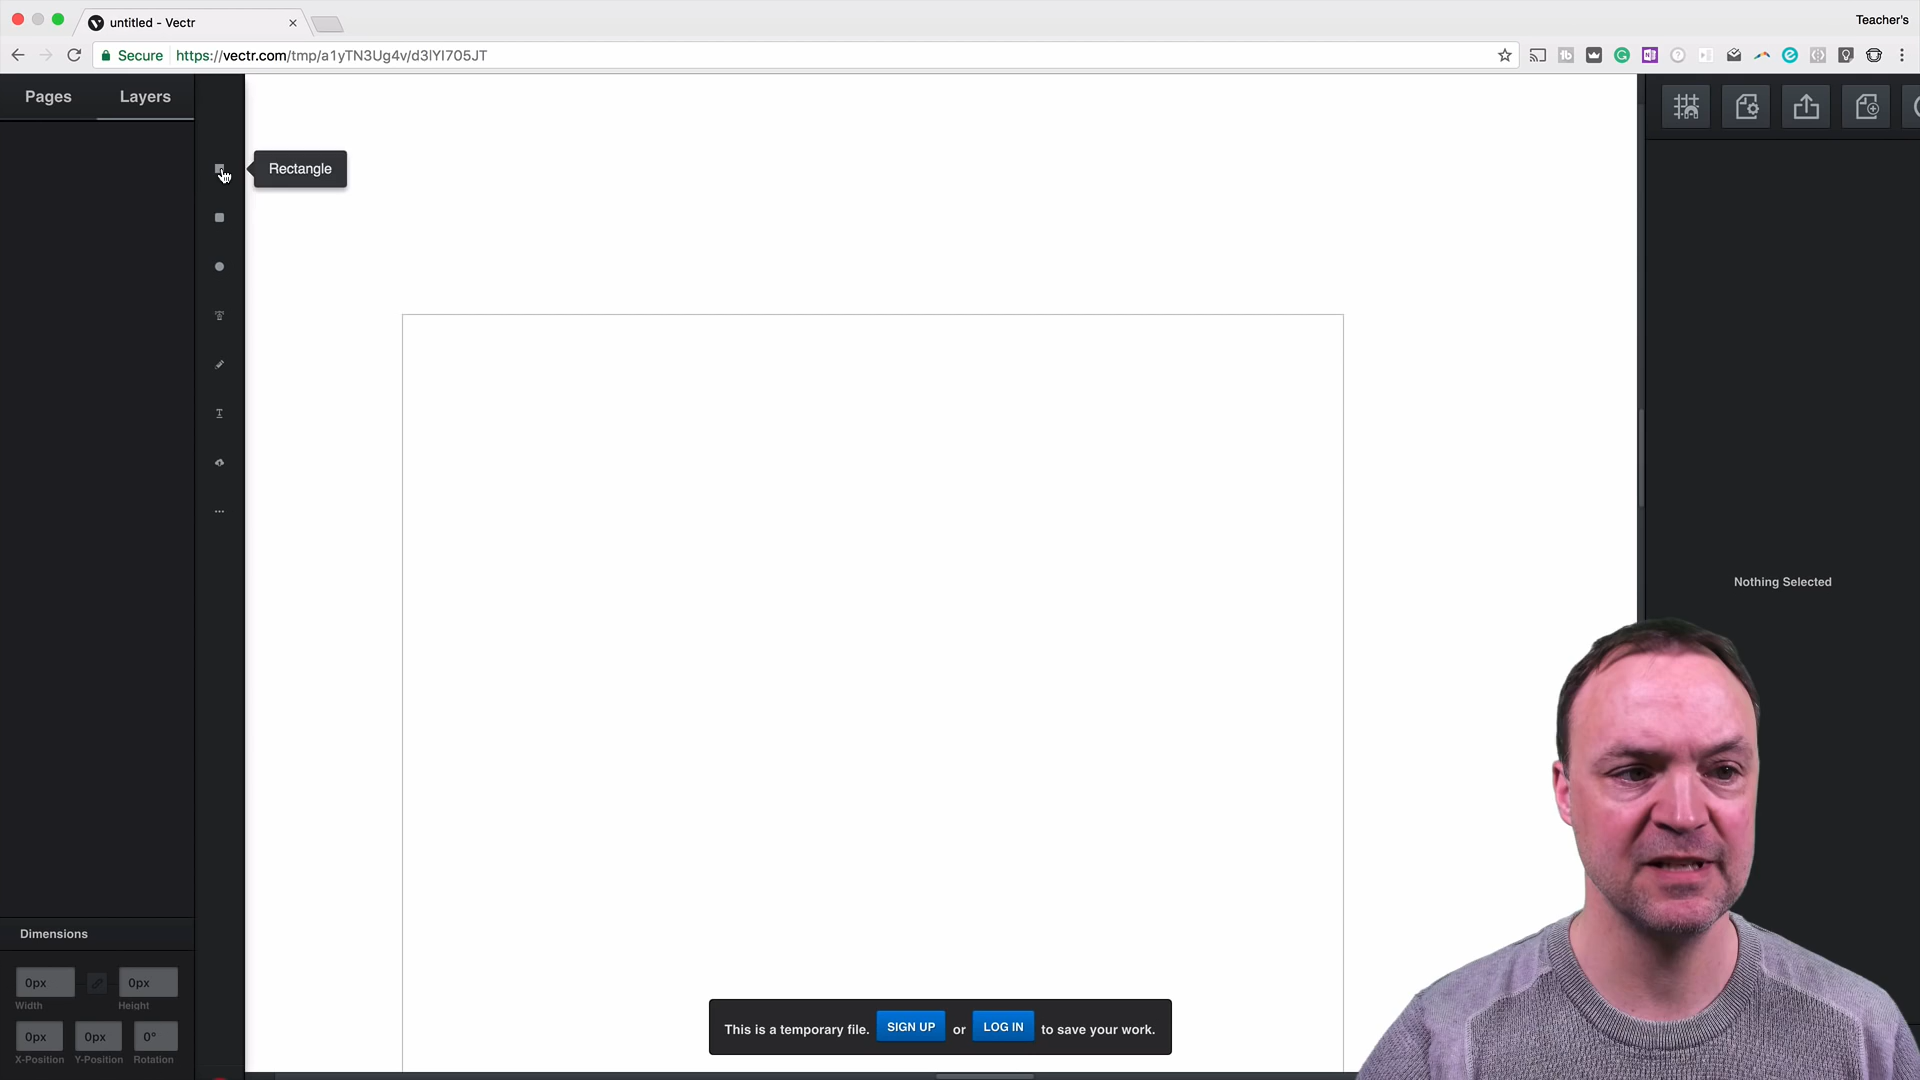 untitled - Vectr
Teacher's
Secure https://vectr.com/tmp/a1yTN3Ug4v/d3lYI705JT
Pages Layers
Rectangle
Nothing Selected
Dimensions
0px 0px
Width Height
0px 0px 0°
X-Position Y-Position Rotation
This is a temporary file. SIGN UP or LOG IN to save your work.